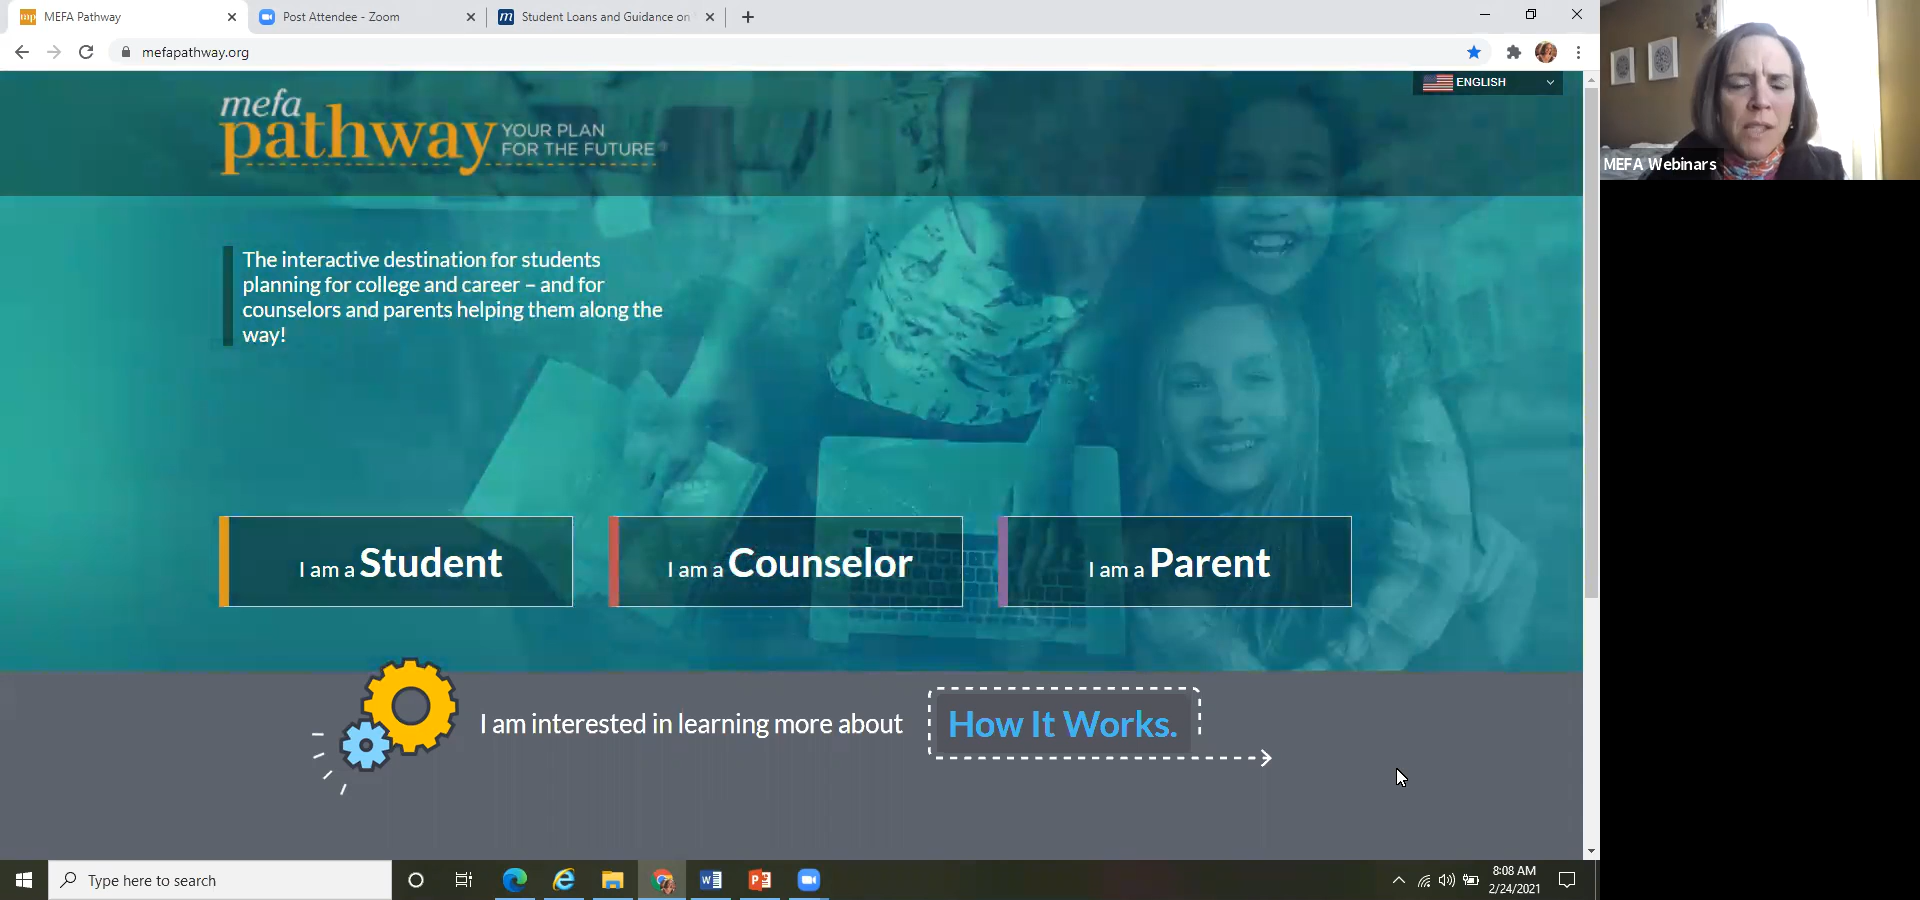 MEFA Pathway
Post Attendee - Zoom
Student Loans and Guidance on
mefapathway.org
ENGLISH
mefa
pathway
YOUR PLAN
FOR THE FUTURE
The interactive destination for students
planning for college and career – and for
counselors and parents helping them along the
way!
I am a Student
I am a Counselor
I am a Parent
I am interested in learning more about
How It Works.
MEFA Webinars
Type here to search
8:08 AM
2/24/2021